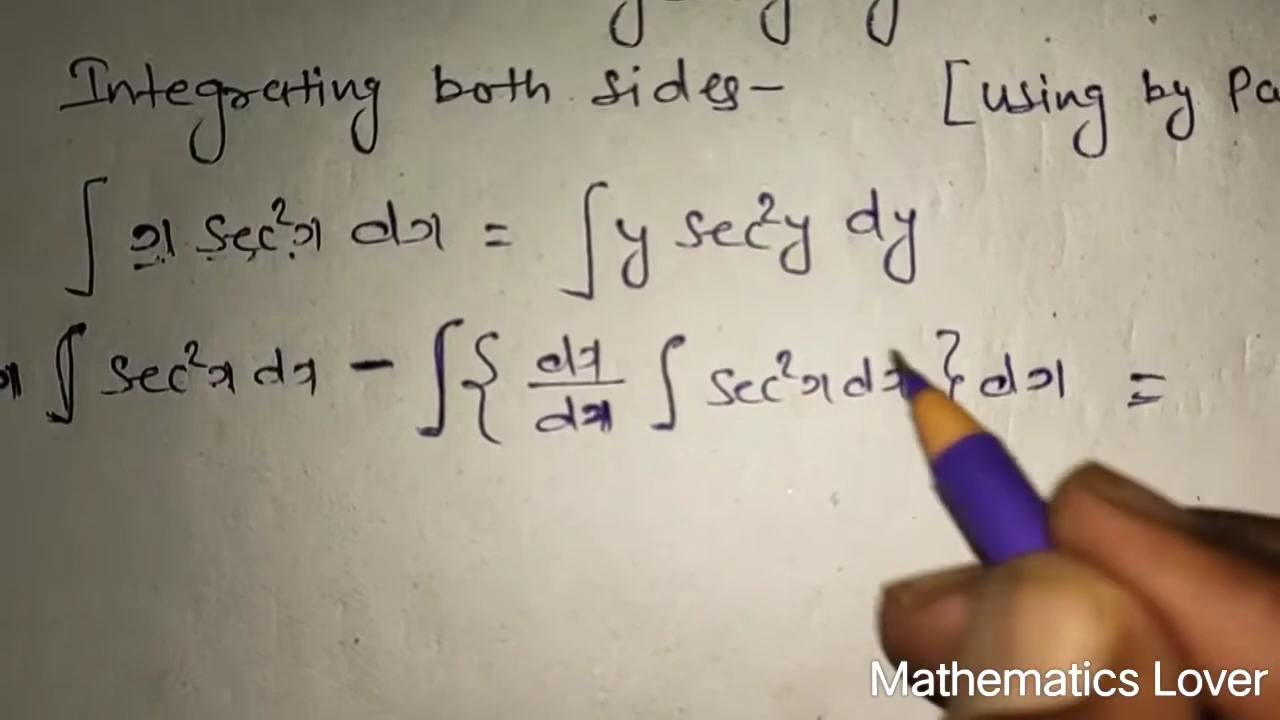 Integrating both sides- [using by Pa
∫ x sec²x dx = ∫ y sec²y dy
x ∫ sec²x dx - ∫{ dx/dx ∫ sec²x dx } dx =
Mathematics Lover